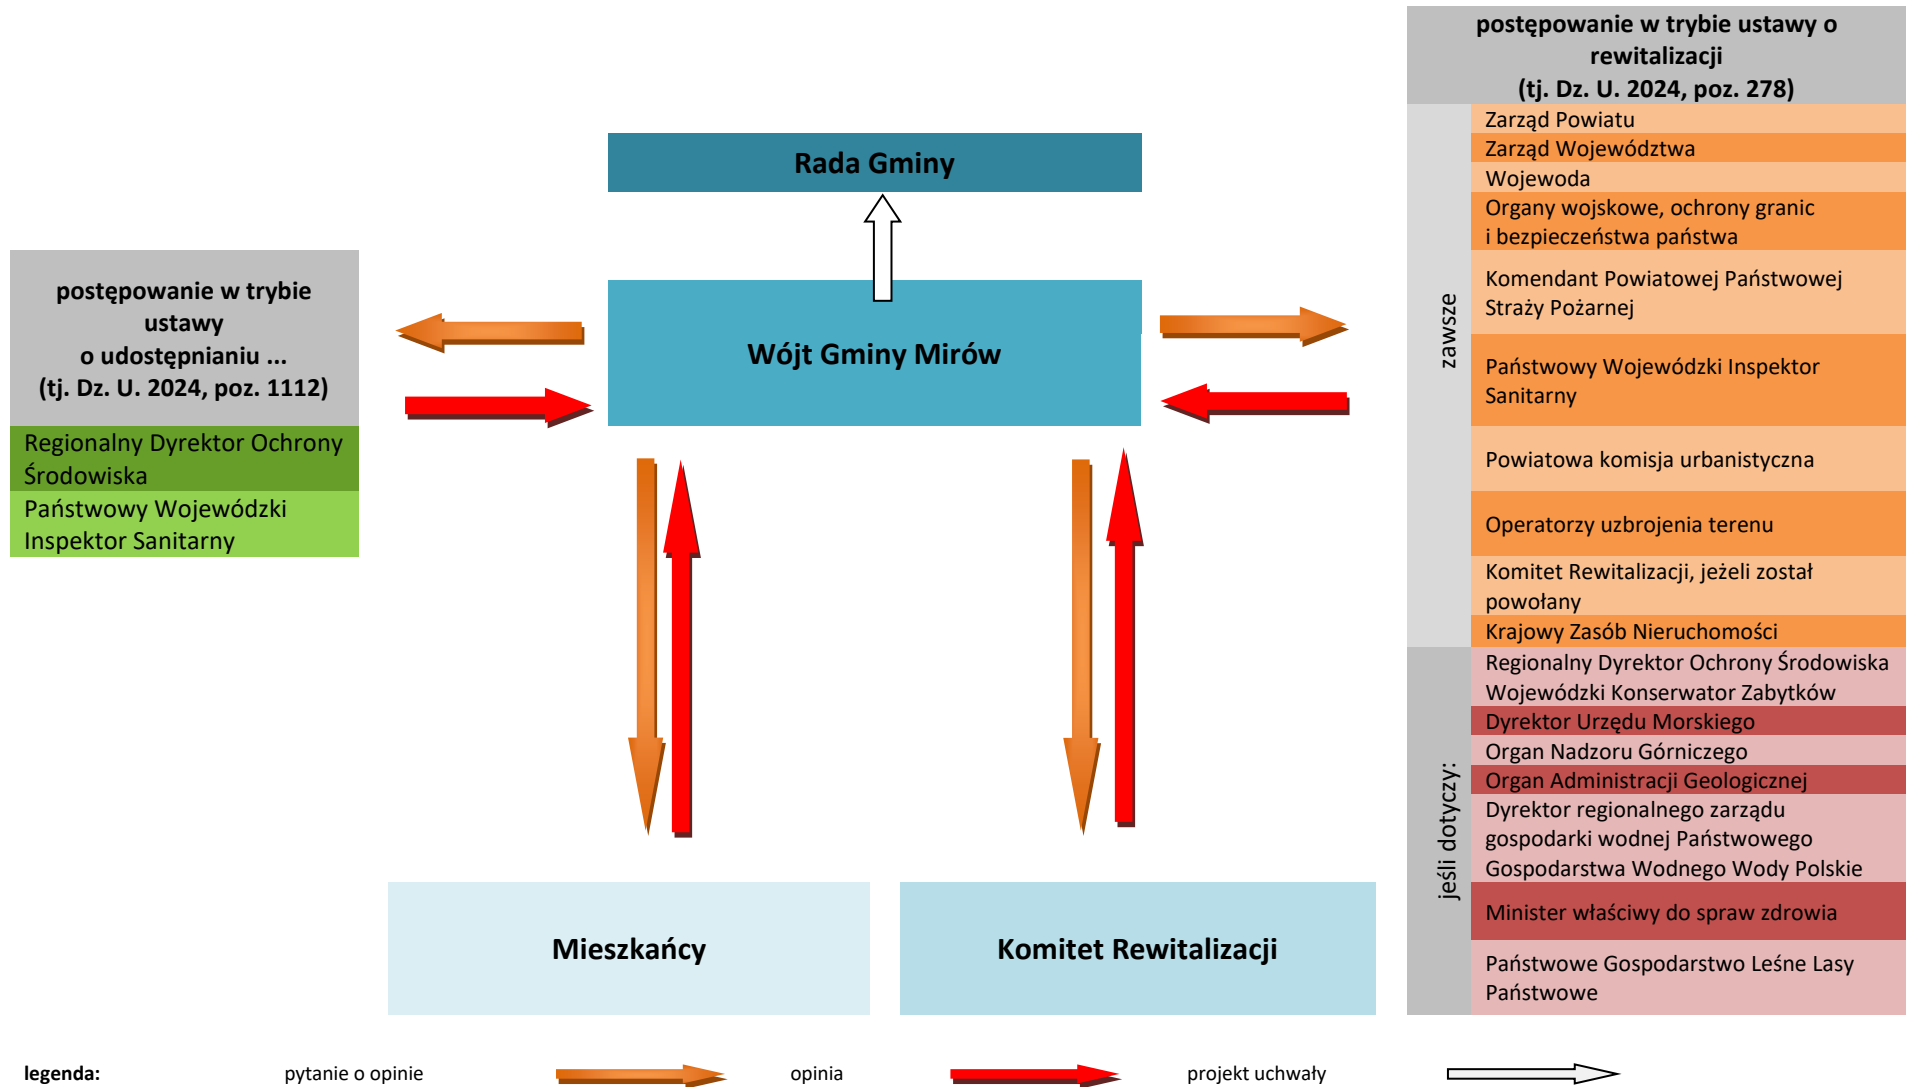 postępowanie w trybie ustawy o
rewitalizacji
(tj. Dz. U. 2024, poz. 278)
Rada Gminy
Wójt Gminy Mirów
postępowanie w trybie
ustawy
o udostępnianiu ...
(tj. Dz. U. 2024, poz. 1112)
Regionalny Dyrektor Ochrony
Środowiska
Państwowy Wojewódzki
Inspektor Sanitarny
zawsze
Zarząd Powiatu
Zarząd Województwa
Wojewoda
Organy wojskowe, ochrony granic
i bezpieczeństwa państwa
Komendant Powiatowej Państwowej
Straży Pożarnej
Państwowy Wojewódzki Inspektor
Sanitarny
Powiatowa komisja urbanistyczna
Operatorzy uzbrojenia terenu
Komitet Rewitalizacji, jeżeli został
powołany
Krajowy Zasób Nieruchomości
jeśli dotyczy:
Regionalny Dyrektor Ochrony Środowiska
Wojewódzki Konserwator Zabytków
Dyrektor Urzędu Morskiego
Organ Nadzoru Górniczego
Organ Administracji Geologicznej
Dyrektor regionalnego zarządu
gospodarki wodnej Państwowego
Gospodarstwa Wodnego Wody Polskie
Minister właściwy do spraw zdrowia
Państwowe Gospodarstwo Leśne Lasy
Państwowe
Mieszkańcy
Komitet Rewitalizacji
legenda:
pytanie o opinie
opinia
projekt uchwały